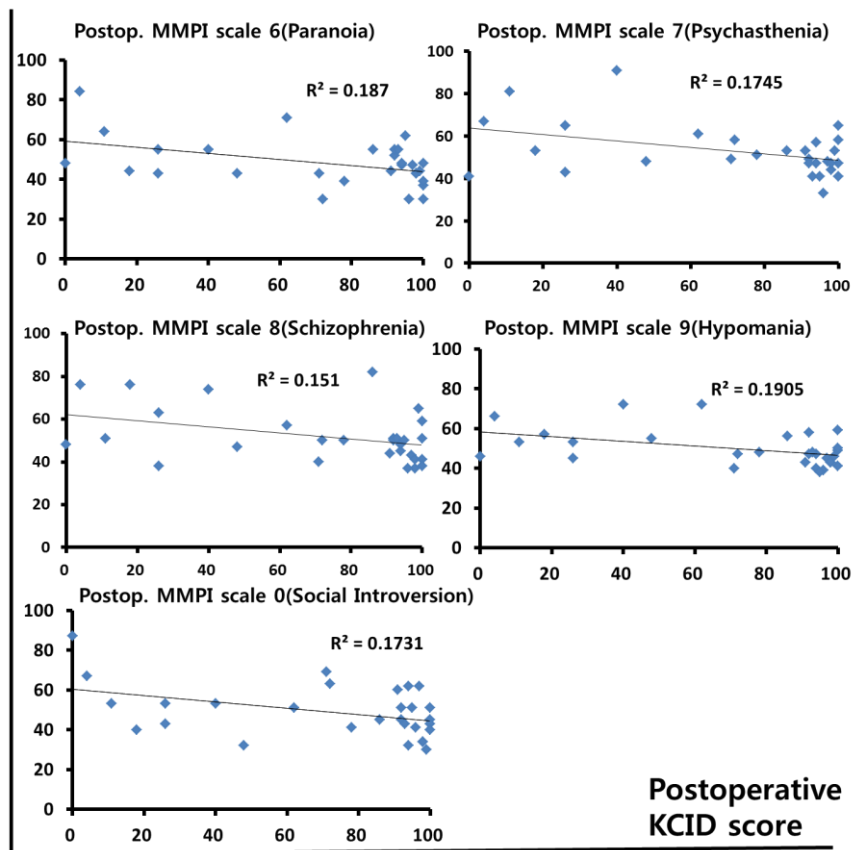 Postop. MMPI scale 6(Paranoia)
R² = 0.187
100
80
60
40
20
0
0 20 40 60 80 100
Postop. MMPI scale 7(Psychasthenia)
R² = 0.1745
100
80
60
40
20
0
0 20 40 60 80 100
Postop. MMPI scale 8(Schizophrenia)
R² = 0.151
100
80
60
40
20
0
0 20 40 60 80 100
Postop. MMPI scale 9(Hypomania)
R² = 0.1905
100
80
60
40
20
0
0 20 40 60 80 100
Postop. MMPI scale 0(Social Introversion)
R² = 0.1731
100
80
60
40
20
0
0 20 40 60 80 100
Postoperative
KCID score